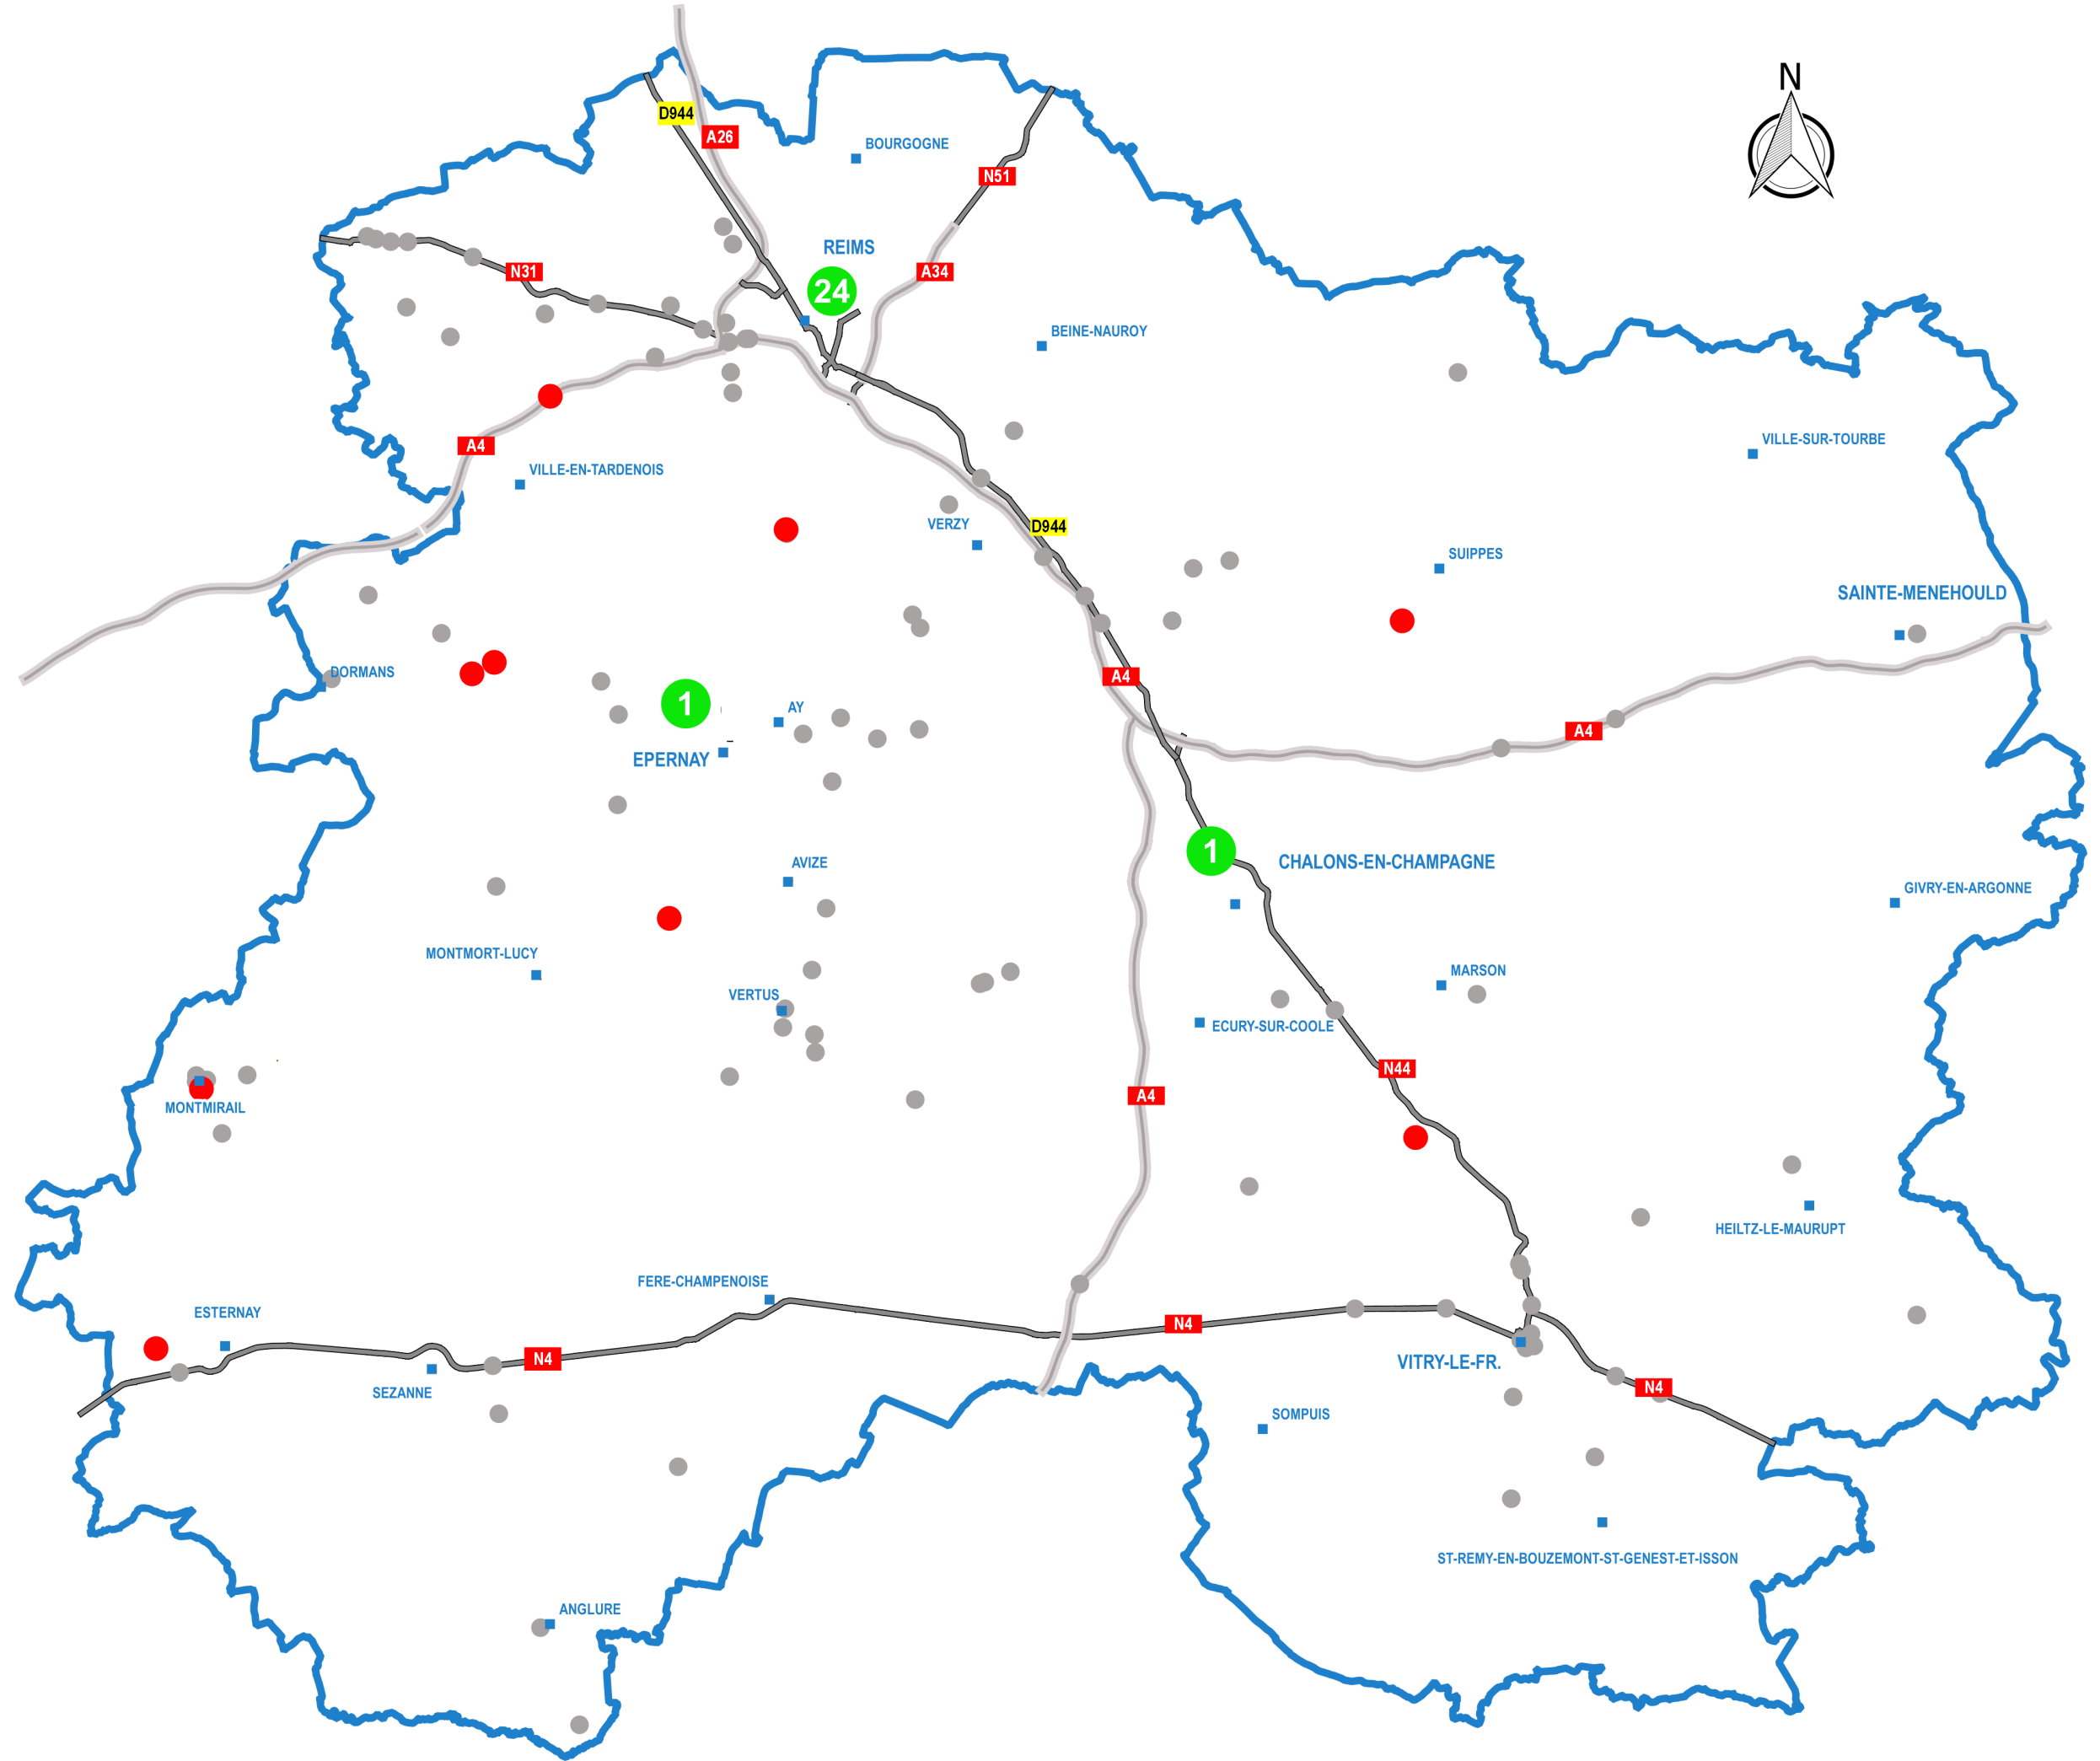 N
D944
A26
BOURGOGNE
N51
REIMS
N31
A34
24
BEINE-NAUROY
A4
VILLE-SUR-TOURBE
VILLE-EN-TARDENOIS
VERZY
D944
SUIPPES
SAINTE-MENEHOULD
DORMANS
A4
1
AY
A4
EPERNAY
1
CHALONS-EN-CHAMPAGNE
AVIZE
GIVRY-EN-ARGONNE
MONTMORT-LUCY
MARSON
VERTUS
ECURY-SUR-COOLE
N44
A4
MONTMIRAIL
HEILTZ-LE-MAURUPT
FERE-CHAMPENOISE
ESTERNAY
N4
N4
VITRY-LE-FR.
SEZANNE
N4
SOMPUIS
ST-REMY-EN-BOUZEMONT-ST-GENEST-ET-ISSON
ANGLURE